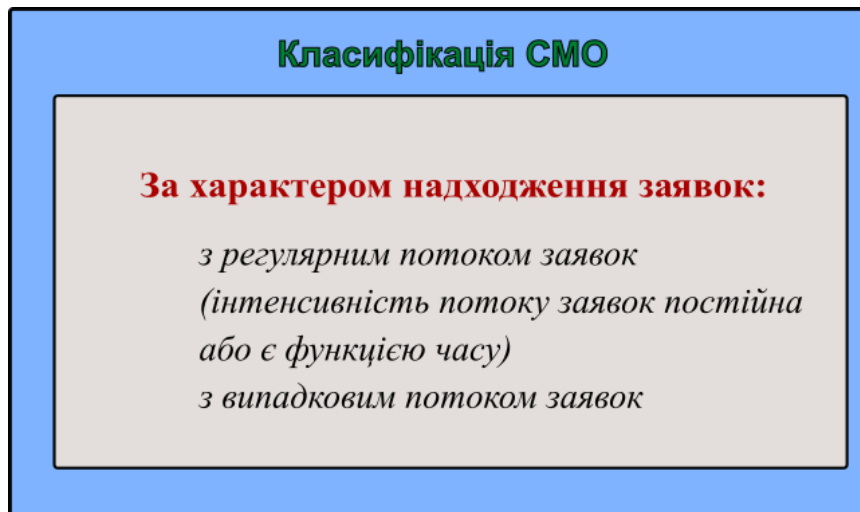 Класифікація СМО
За характером надходження заявок:
з регулярним потоком заявок
(інтенсивність потоку заявок постійна
або є функцією часу)
з випадковим потоком заявок